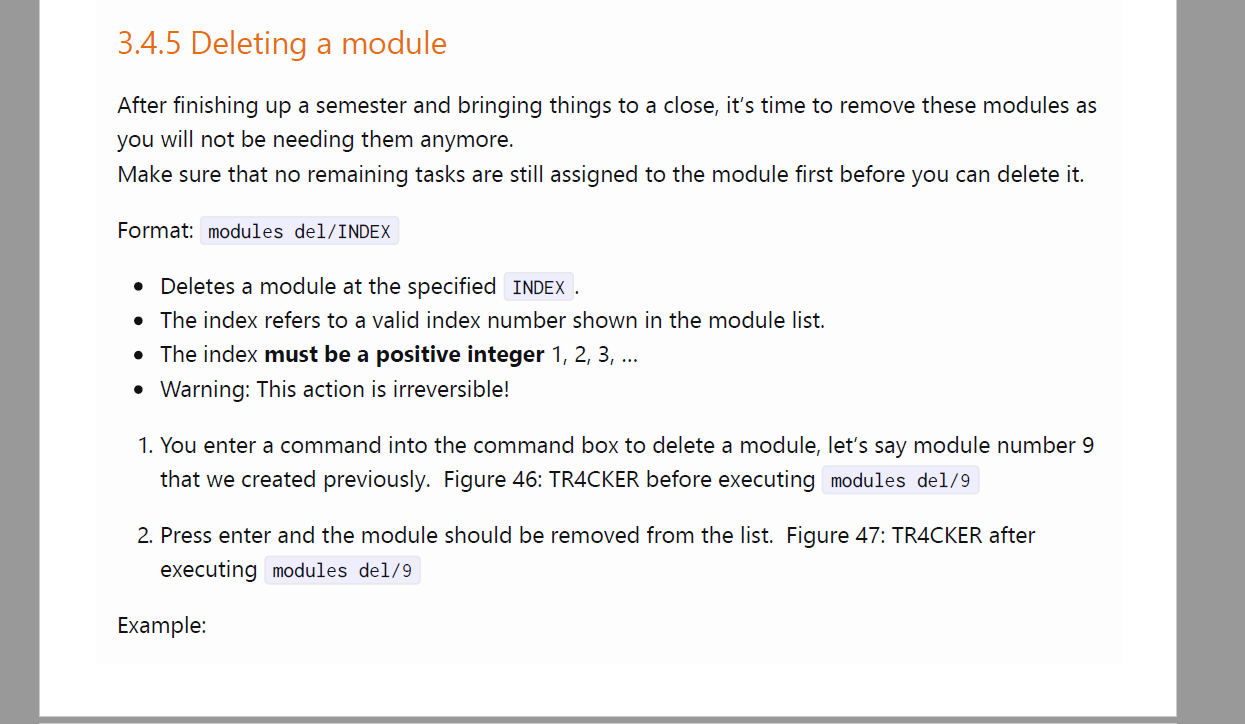 3.4.5 Deleting a module
After finishing up a semester and bringing things to a close, it’s time to remove these modules as
you will not be needing them anymore.
Make sure that no remaining tasks are still assigned to the module first before you can delete it.
Format: modules del/INDEX
• Deletes a module at the specified INDEX.
• The index refers to a valid index number shown in the module list.
• The index must be a positive integer 1, 2, 3, …
• Warning: This action is irreversible!
1. You enter a command into the command box to delete a module, let’s say module number 9
that we created previously. Figure 46: TR4CKER before executing modules del/9
2. Press enter and the module should be removed from the list. Figure 47: TR4CKER after
executing modules del/9
Example: